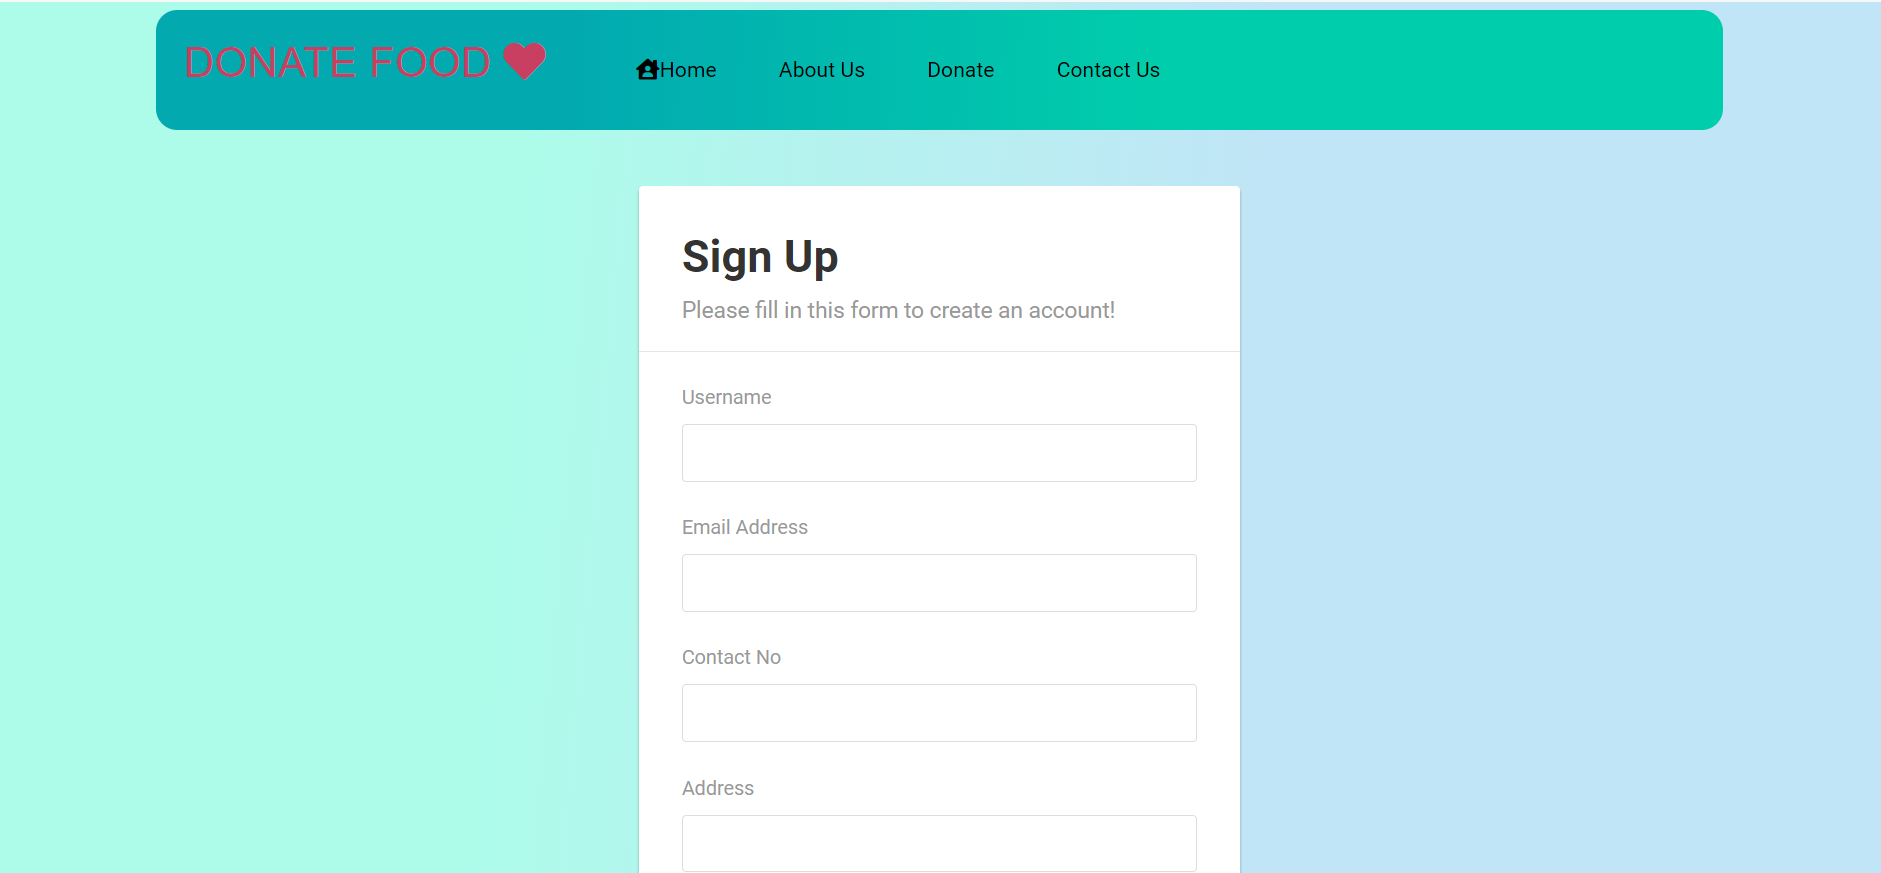 DONATE FOOD
Home About Us Donate Contact Us
Sign Up
Please fill in this form to create an account!
Username
Email Address
Contact No
Address